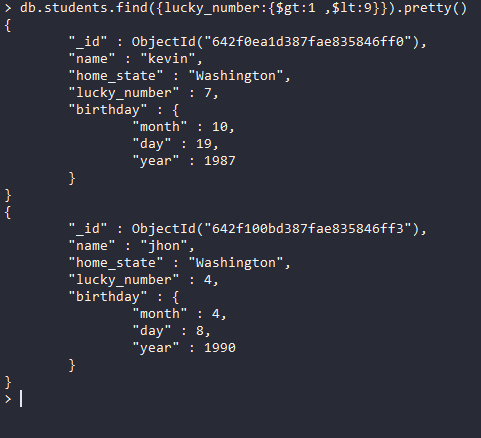 > db.students.find({lucky_number:{$gt:1 ,$lt:9}}).pretty()
{
        "_id" : ObjectId("642f0ea1d387fae835846ff0"),
        "name" : "kevin",
        "home_state" : "Washington",
        "lucky_number" : 7,
        "birthday" : {
                "month" : 10,
                "day" : 19,
                "year" : 1987
        }
}
{
        "_id" : ObjectId("642f100bd387fae835846ff3"),
        "name" : "jhon",
        "home_state" : "Washington",
        "lucky_number" : 4,
        "birthday" : {
                "month" : 4,
                "day" : 8,
                "year" : 1990
        }
}
>